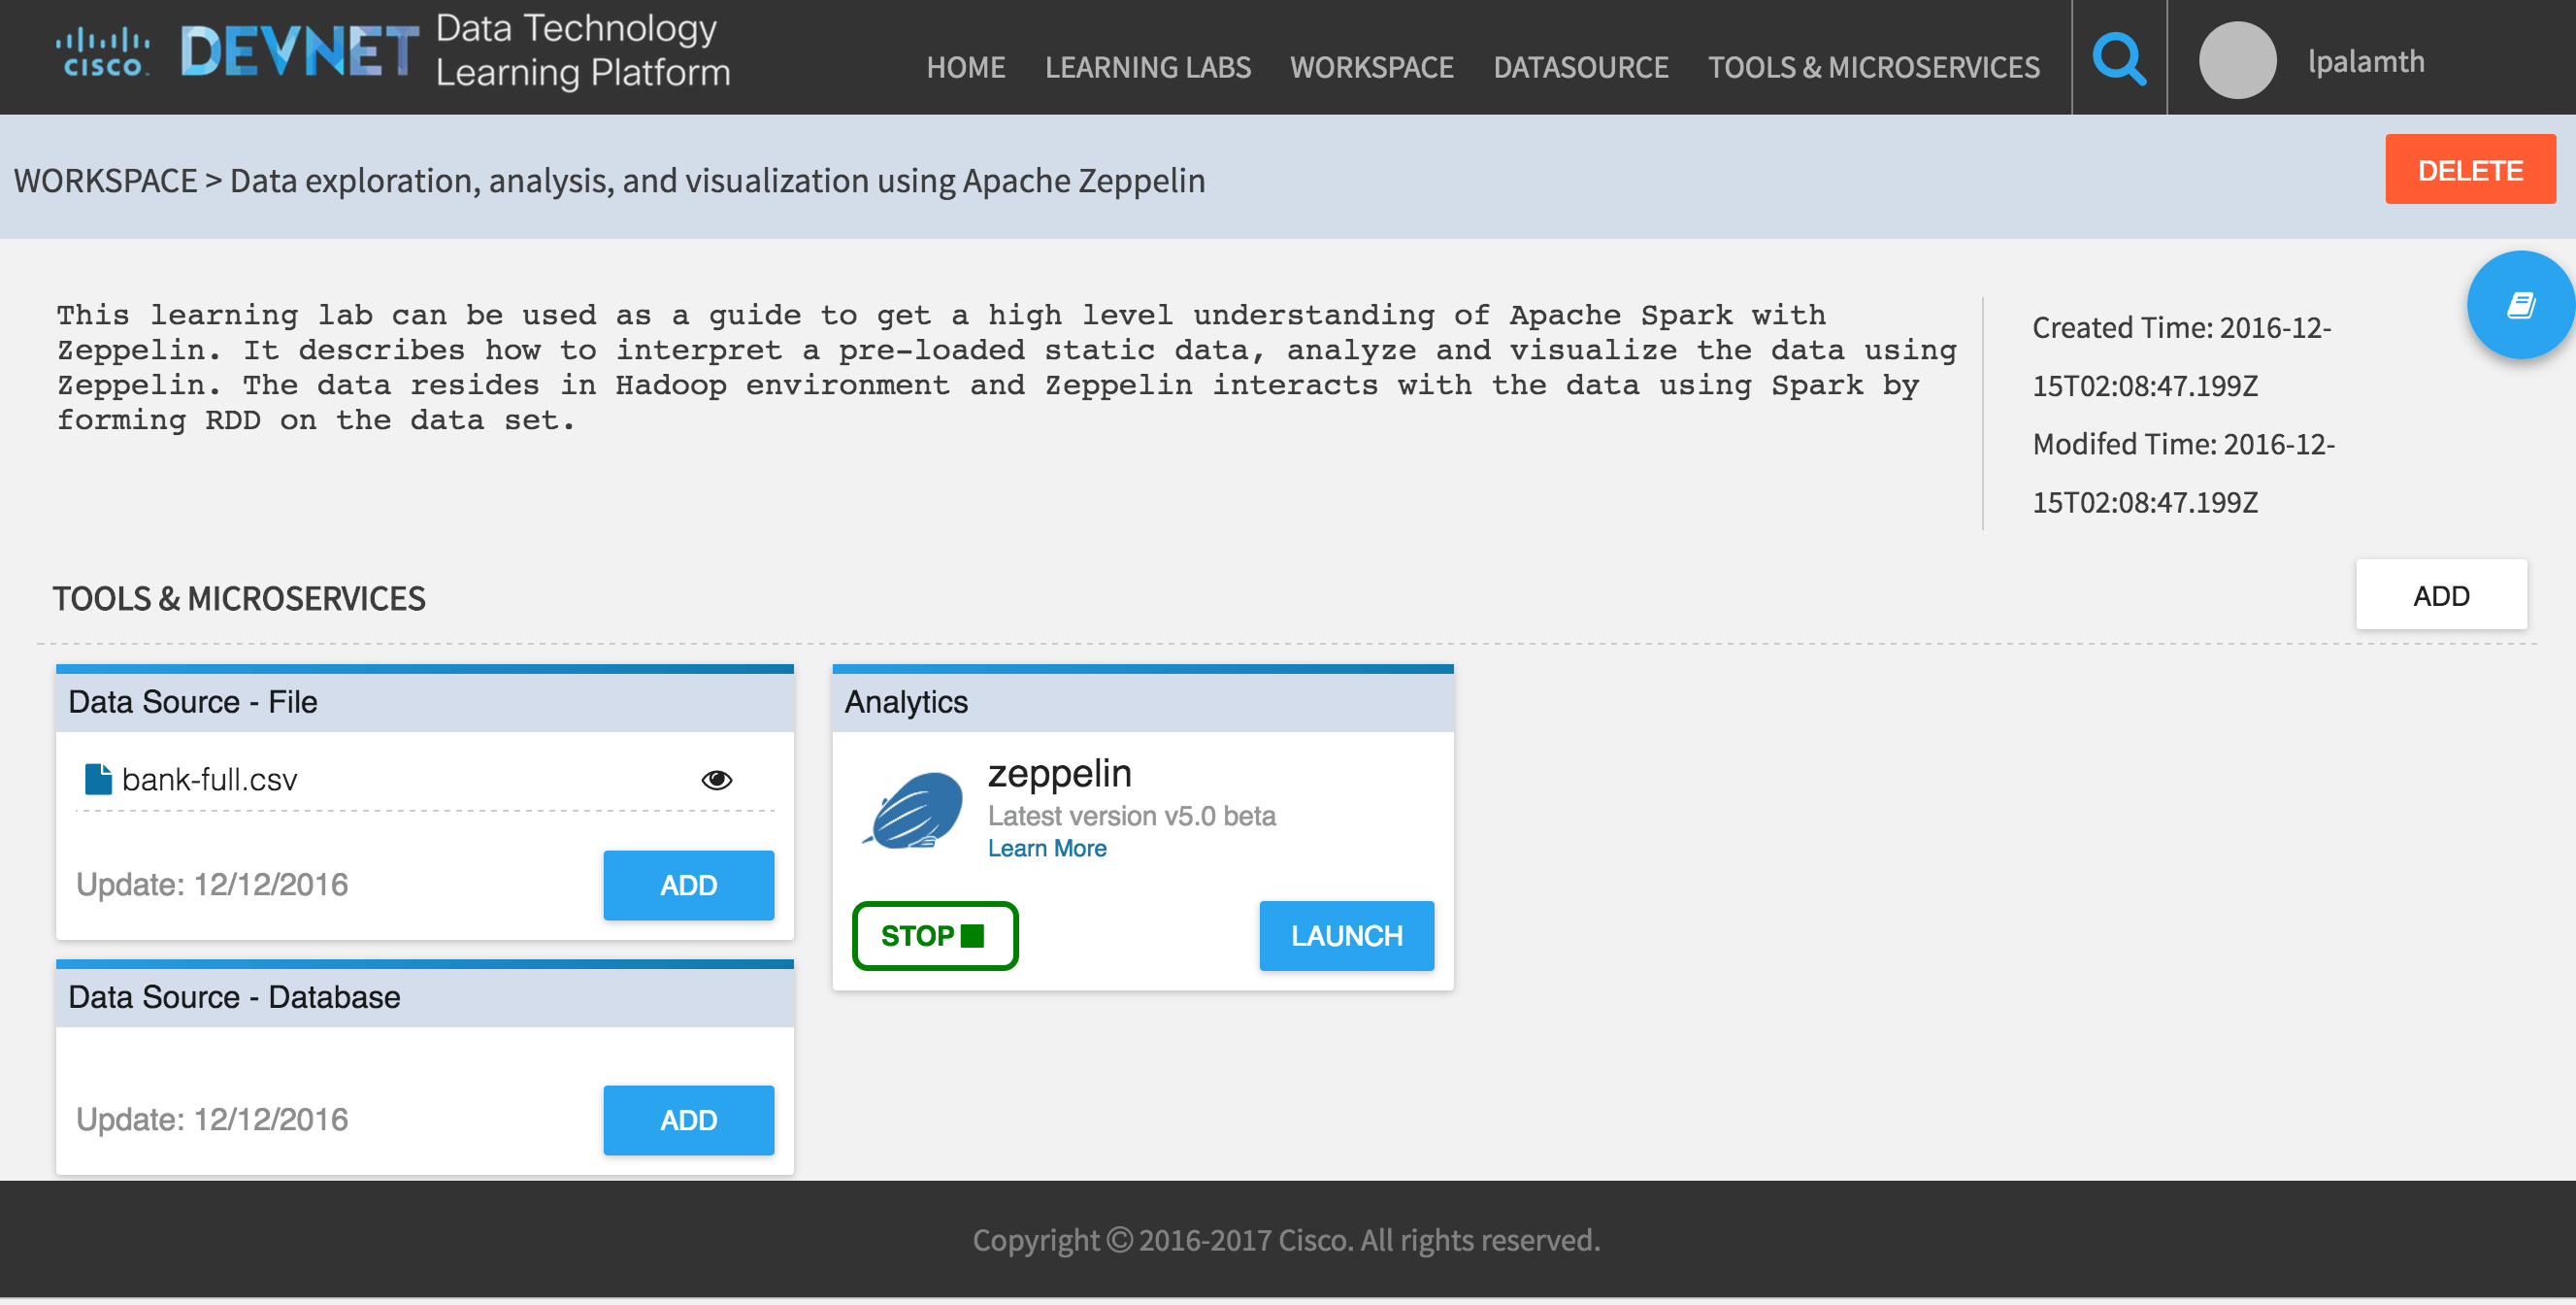 CISCO DEVNET Data Technology
Learning Platform
HOME LEARNING LABS WORKSPACE DATASOURCE TOOLS & MICROSERVICES lpalamth
WORKSPACE > Data exploration, analysis, and visualization using Apache Zeppelin
DELETE
This learning lab can be used as a guide to get a high level understanding of Apache Spark with
Zeppelin. It describes how to interpret a pre-loaded static data, analyze and visualize the data using
Zeppelin. The data resides in Hadoop environment and Zeppelin interacts with the data using Spark by
forming RDD on the data set.
Created Time: 2016-12-
15T02:08:47.199Z
Modifed Time: 2016-12-
15T02:08:47.199Z
TOOLS & MICROSERVICES
ADD
Data Source - File
bank-full.csv
Update: 12/12/2016
ADD
Data Source - Database
Update: 12/12/2016
ADD
Analytics
zeppelin
Latest version v5.0 beta
Learn More
STOP
LAUNCH
Copyright © 2016-2017 Cisco. All rights reserved.